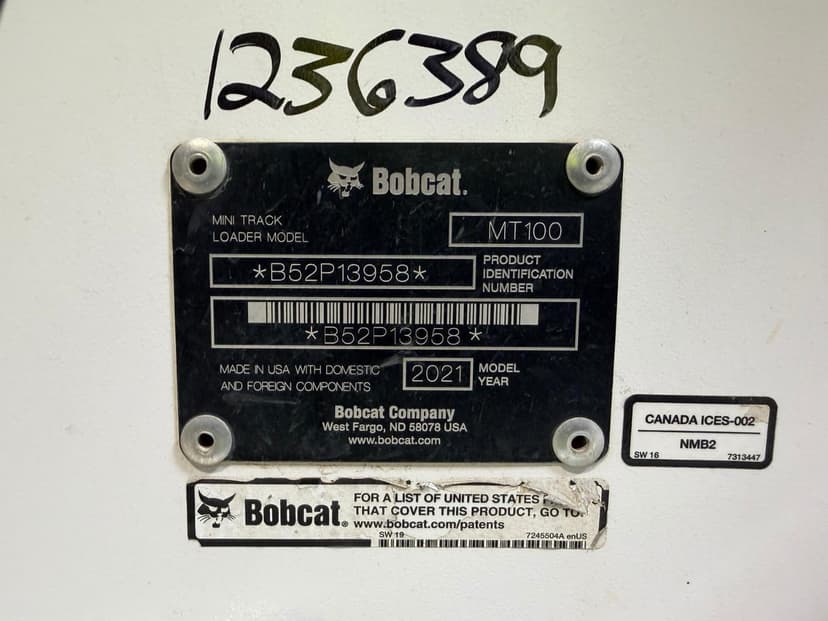 1236389
Bobcat.
MINI TRACK
LOADER MODEL
MT100
*B52P13958*
PRODUCT
IDENTIFICATION
NUMBER
*B52P13958*
MADE IN USA WITH DOMESTIC
AND FOREIGN COMPONENTS
2021
MODEL
YEAR
Bobcat Company
West Fargo, ND 58078 USA
www.bobcat.com
CANADA ICES-002
NMB2
SW 16
7313447
Bobcat.
FOR A LIST OF UNITED STATES
THAT COVER THIS PRODUCT, GO TO:
www.bobcat.com/patents
SW 19
7245504A enUS